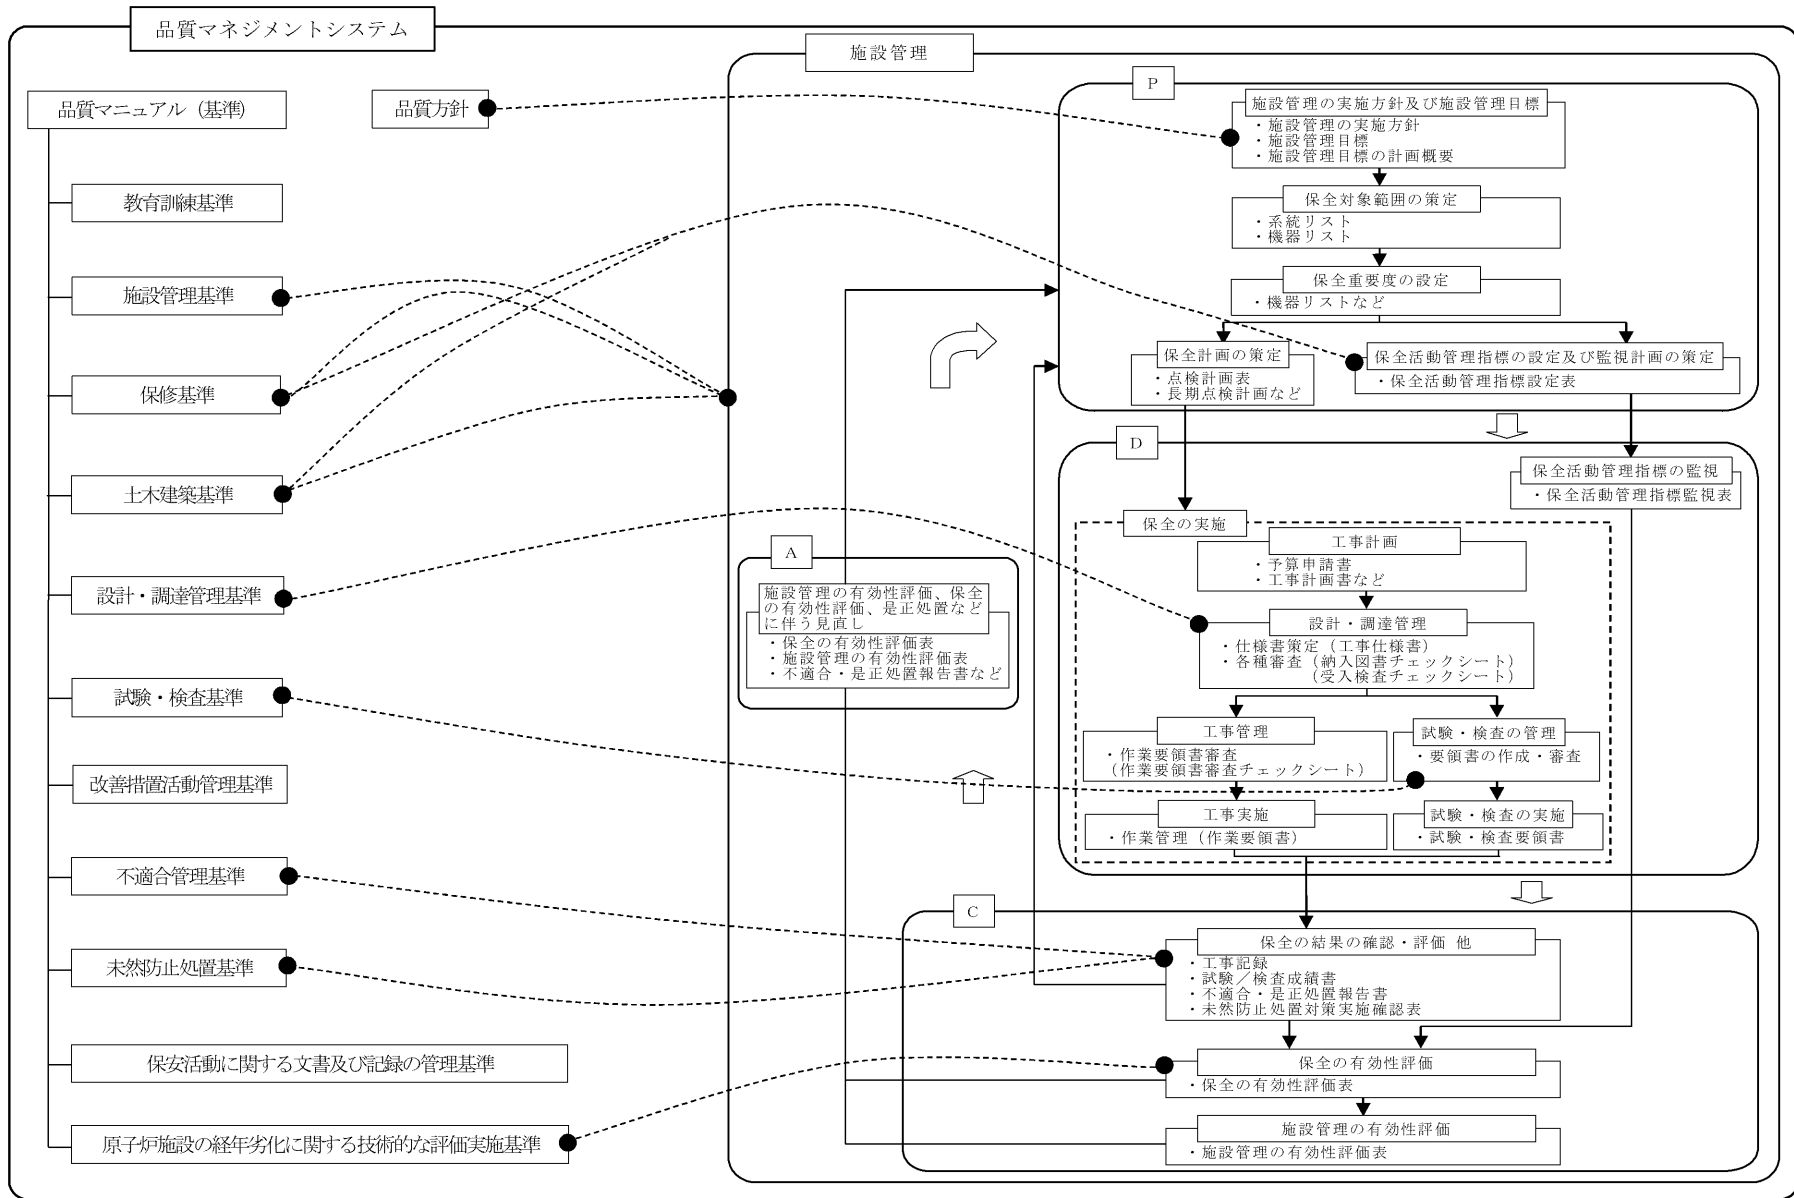 品質マネジメントシステム
品質マニュアル（基準）
品質方針
教育訓練基準
施設管理基準
保修基準
土木建築基準
設計・調達管理基準
試験・検査基準
改善措置活動管理基準
不適合管理基準
未然防止処置基準
保安活動に関する文書及び記録の管理基準
原子炉施設の経年劣化に関する技術的な評価実施基準
施設管理
P
施設管理の実施方針及び施設管理目標
・施設管理の実施方針
・施設管理目標
・施設管理目標の計画概要
保全対象範囲の策定
・系統リスト
・機器リスト
保全重要度の設定
・機器リストなど
保全計画の策定
・点検計画表
・長期点検計画など
保全活動管理指標の設定及び監視計画の策定
・保全活動管理指標設定表
D
保全活動管理指標の監視
・保全活動管理指標監視表
保全の実施
工事計画
・予算申請書
・工事計画書など
設計・調達管理
・仕様書策定（工事仕様書）
・各種審査（納入図書チェックシート）
（受入検査チェックシート）
工事管理
・作業要領書審査
（作業要領書審査チェックシート）
試験・検査の管理
・要領書の作成・審査
工事実施
・作業管理（作業要領書）
試験・検査の実施
・試験・検査要領書
A
施設管理の有効性評価、保全
の有効性評価、是正処置など
に伴う見直し
・保全の有効性評価表
・施設管理の有効性評価表
・不適合・是正処置報告書など
C
保全の結果の確認・評価 他
・工事記録
・試験／検査成績書
・不適合・是正処置報告書
・未然防止処置対策実施確認表
保全の有効性評価
・保全の有効性評価表
施設管理の有効性評価
・施設管理の有効性評価表